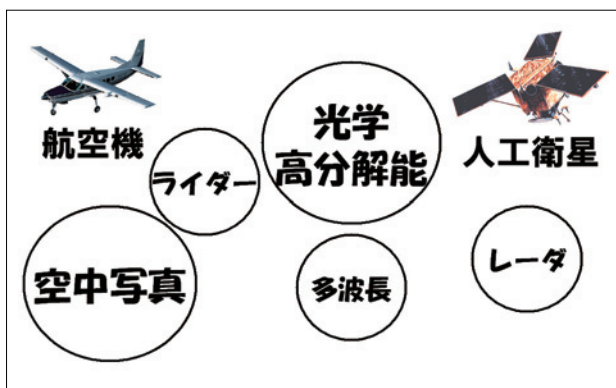 航空機
人工衛星
ライダー
光学
高分解能
空中写真
多波長
レーダ